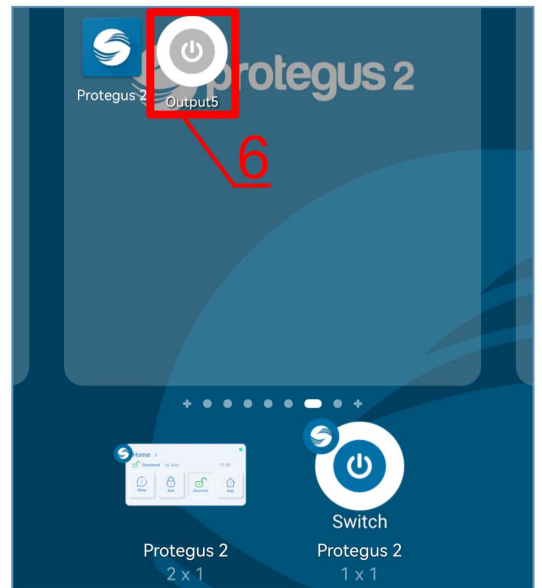 protegus 2
Protegus 2
Output5
6
Home >
Disarmed by John 11:30
Sleep Arm Disarmed Stay
Switch
Protegus 2 Protegus 2
2 x 1 1 x 1